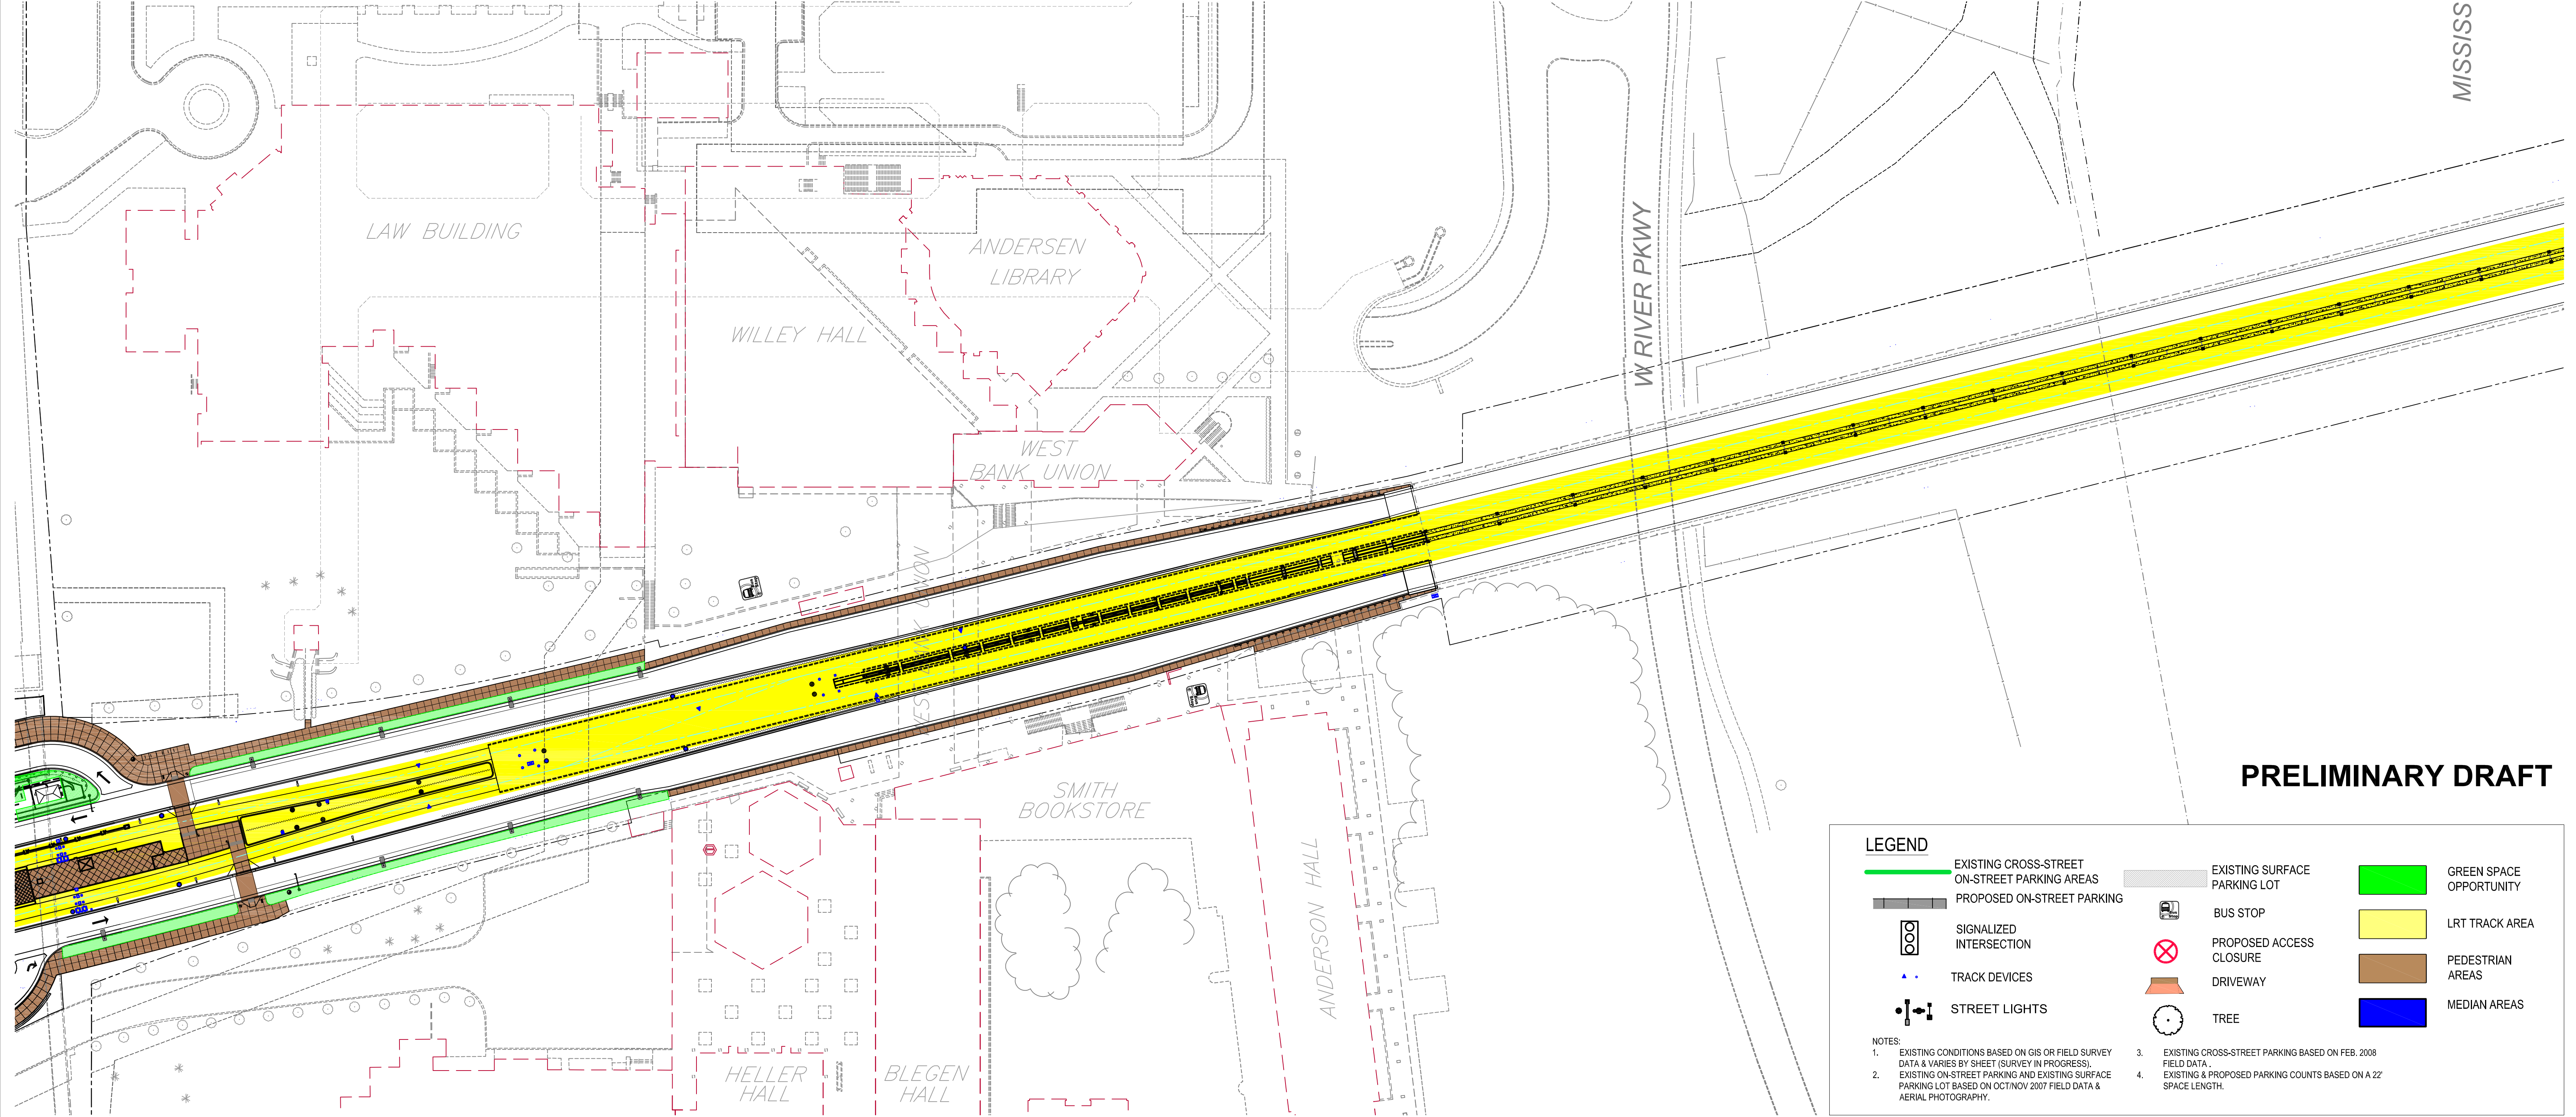 MISSISS
LAW BUILDING
ANDERSEN
LIBRARY
WILLEY HALL
W RIVER PKWY
WEST
BANK UNION
WEST BANK UNION
SMITH
BOOKSTORE
ANDERSON HALL
HELLER
HALL
BLEGEN
HALL
PRELIMINARY DRAFT
LEGEND
EXISTING CROSS-STREET
ON-STREET PARKING AREAS
PROPOSED ON-STREET PARKING
SIGNALIZED
INTERSECTION
TRACK DEVICES
STREET LIGHTS
EXISTING SURFACE
PARKING LOT
BUS STOP
PROPOSED ACCESS
CLOSURE
DRIVEWAY
TREE
GREEN SPACE
OPPORTUNITY
LRT TRACK AREA
PEDESTRIAN
AREAS
MEDIAN AREAS
NOTES:
1. EXISTING CONDITIONS BASED ON GIS OR FIELD SURVEY
DATA & VARIES BY SHEET (SURVEY IN PROGRESS).
2. EXISTING ON-STREET PARKING AND EXISTING SURFACE
PARKING LOT BASED ON OCT/NOV 2007 FIELD DATA &
AERIAL PHOTOGRAPHY.
3. EXISTING CROSS-STREET PARKING BASED ON FEB. 2008
FIELD DATA .
4. EXISTING & PROPOSED PARKING COUNTS BASED ON A 22'
SPACE LENGTH.